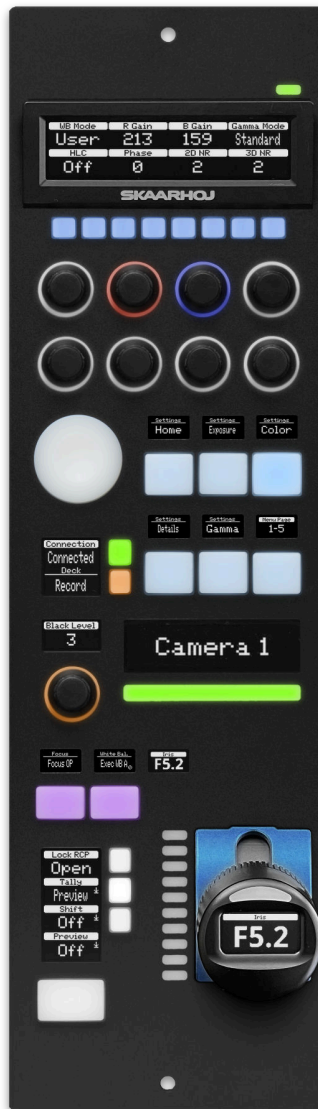 WB Mode R Gain B Gain Gamma Mode
User 213 159 Standard
HLC Phase 2D NR 3D NR
Off 0 2 2
SKAARHOJ
Settings Settings Settings
Home Exposure Color
Settings Settings Menu Page
Details Gamma 1-5
Connection
Connected
Deck
Record
Black Level
3
Camera 1
Focus White Bal. Iris
Focus OP Exec WB A F5.2
Lock RCP
Open
Tally
Preview
Shift
Off
Preview
Off
Iris
F5.2